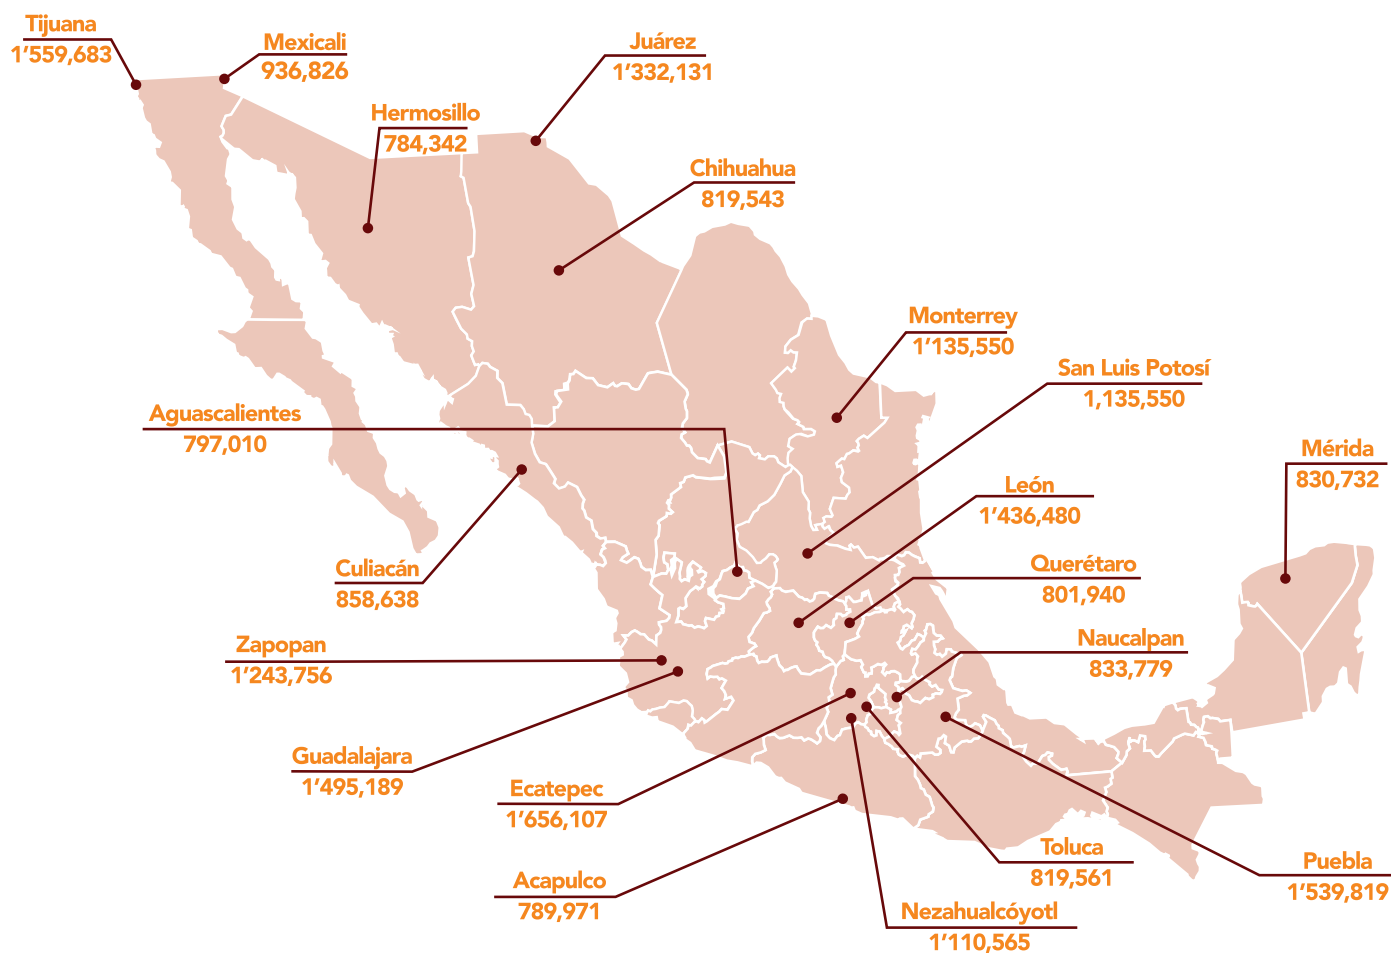 Tijuana
1’559,683
Mexicali
936,826
Juárez
1’332,131
Hermosillo
784,342
Chihuahua
819,543
Monterrey
1’135,550
San Luis Potosí
1,135,550
Aguascalientes
797,010
Mérida
830,732
León
1’436,480
Culiacán
858,638
Querétaro
801,940
Zapopan
1’243,756
Naucalpan
833,779
Guadalajara
1’495,189
Ecatepec
1’656,107
Toluca
819,561
Puebla
1’539,819
Acapulco
789,971
Nezahualcóyotl
1’110,565